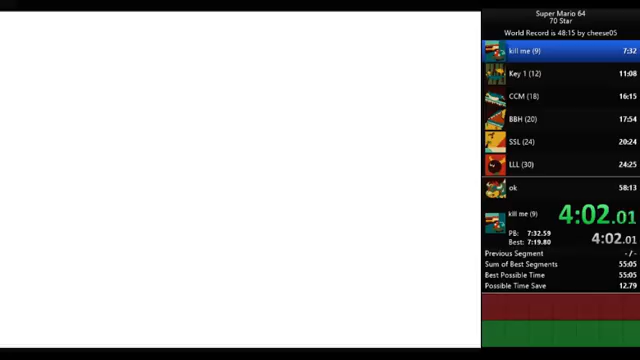 Super Mario 64
70 Star
World Record is 48:15 by cheese05
kill me (9) 7:32
Key 1 (12) 11:08
CCM (18) 16:15
BBH (20) 17:54
SSL (24) 20:24
LLL (30) 24:25
ok 58:13
kill me (9) 4:02.01
PB: 7:32.59
Best: 7:19.80 4:02.01
Previous Segment - / -
Sum of Best Segments 55:05
Best Possible Time 55:05
Possible Time Save 12.79